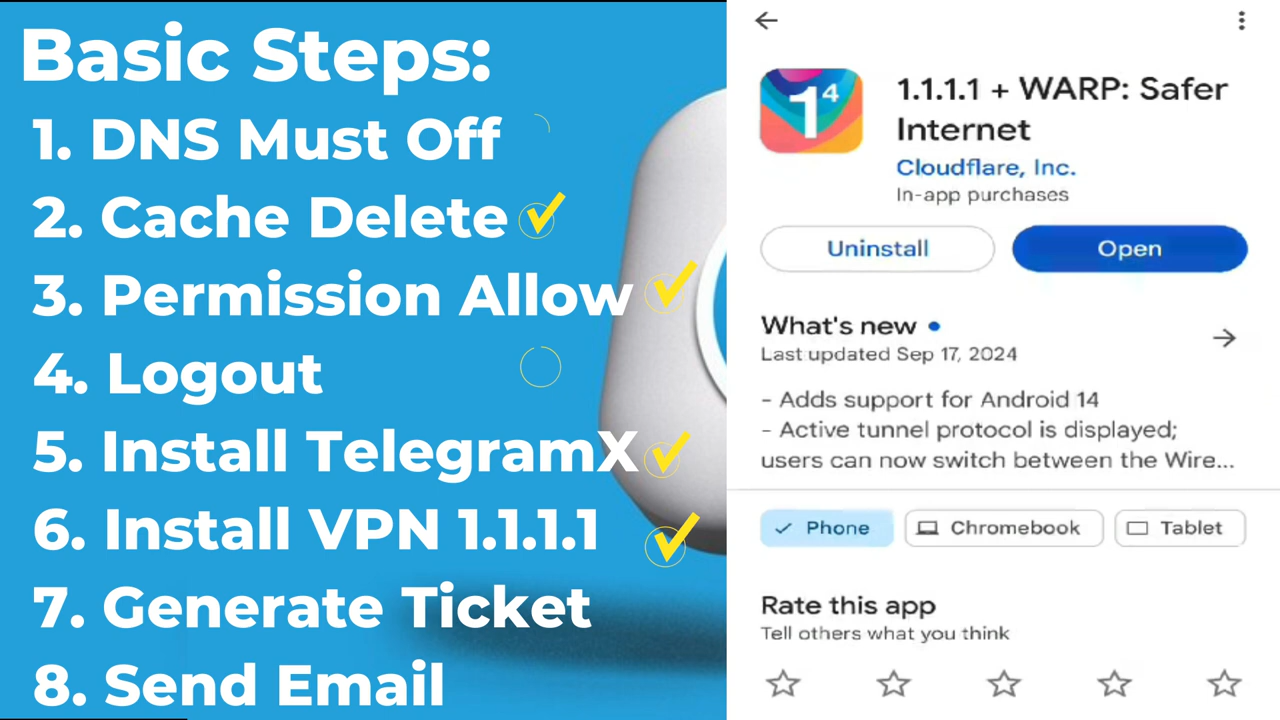 Basic Steps:
1. DNS Must Off
2. Cache Delete
3. Permission Allow
4. Logout
5. Install TelegramX
6. Install VPN 1.1.1.1
7. Generate Ticket
8. Send Email
1⁴
1.1.1.1 + WARP: Safer
Internet
Cloudflare, Inc.
In-app purchases
Uninstall
Open
What's new
Last updated Sep 17, 2024
- Adds support for Android 14
- Active tunnel protocol is displayed;
users can now switch between the Wire...
Phone
Chromebook
Tablet
Rate this app
Tell others what you think